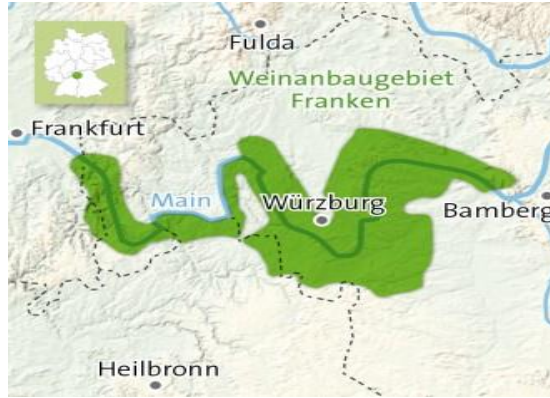 Fulda
Weinanbaugebiet
Franken
Frankfurt
Main
Würzburg
Bamberg
Heilbronn